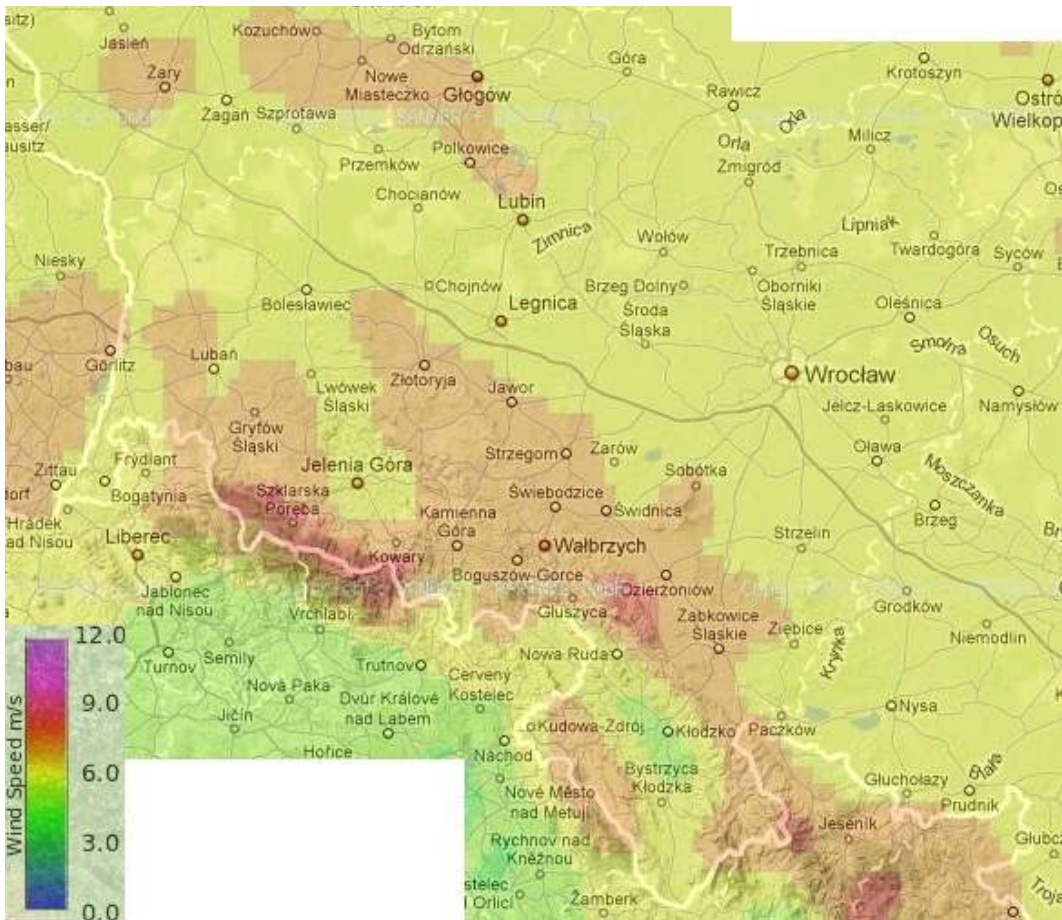 Jasień
Kozuchów
Bytom
Odrzański
Żary
Nowe
Miasteczko
Głogów
Góra
Krotoszyn
Rawicz
Ostró
Wielkop
Żagań
Szprotawa
Orla
Orla
Milicz
Przemków
Polkowice
Żmigród
Chocianów
Lubin
Zimnica
Wołów
Lipniak
Trzebnica
Twardogóra
Syców
Niesky
Bolesławiec
Chojnów
Brzeg Dolny
Oborniki
Śląskie
Legnica
Środa
Śląska
Oleśnica
Smortna
Osuch
Görlitz
Lubań
Złotoryja
Lwówek
Śląski
Jawor
Wrocław
Jelcz-Laskowice
Namysłów
Gryfów
Śląski
Strzegom
Żarów
Oława
Moszczanka
Zittau
Frýdlant
Bogatynia
Jelenia Góra
Sobótka
Szklarska
Poręba
Świebodzice
Świdnica
Brzeg
Hrádek
ad Nisou
Liberec
Kamienna
Góra
Kowary
Wałbrzych
Strzelin
Boguszów-Gorce
Jablonec
nad Nisou
Vrchlabí
Głuszyca
Dzierżoniów
Grodków
Ząbkowice
Śląskie
Ziębice
Krynka
Niemodlin
Turnov
Semily
Trutnov
Nowa Ruda
Nová Paka
Červený
Kostelec
Jičín
Dvůr Králové
nad Labem
Kudowa-Zdrój
Kłodzko
Paczków
Nysa
Hořice
Náchod
Bystrzyca
Kłodzka
Nové Město
nad Metují
Głuchołazy
Biała
Prudnik
Jeseník
Głubcz
Rychnov nad
Kněžnou
Żamberk
Troja
Wind Speed m/s
12.0
9.0
6.0
3.0
0.0